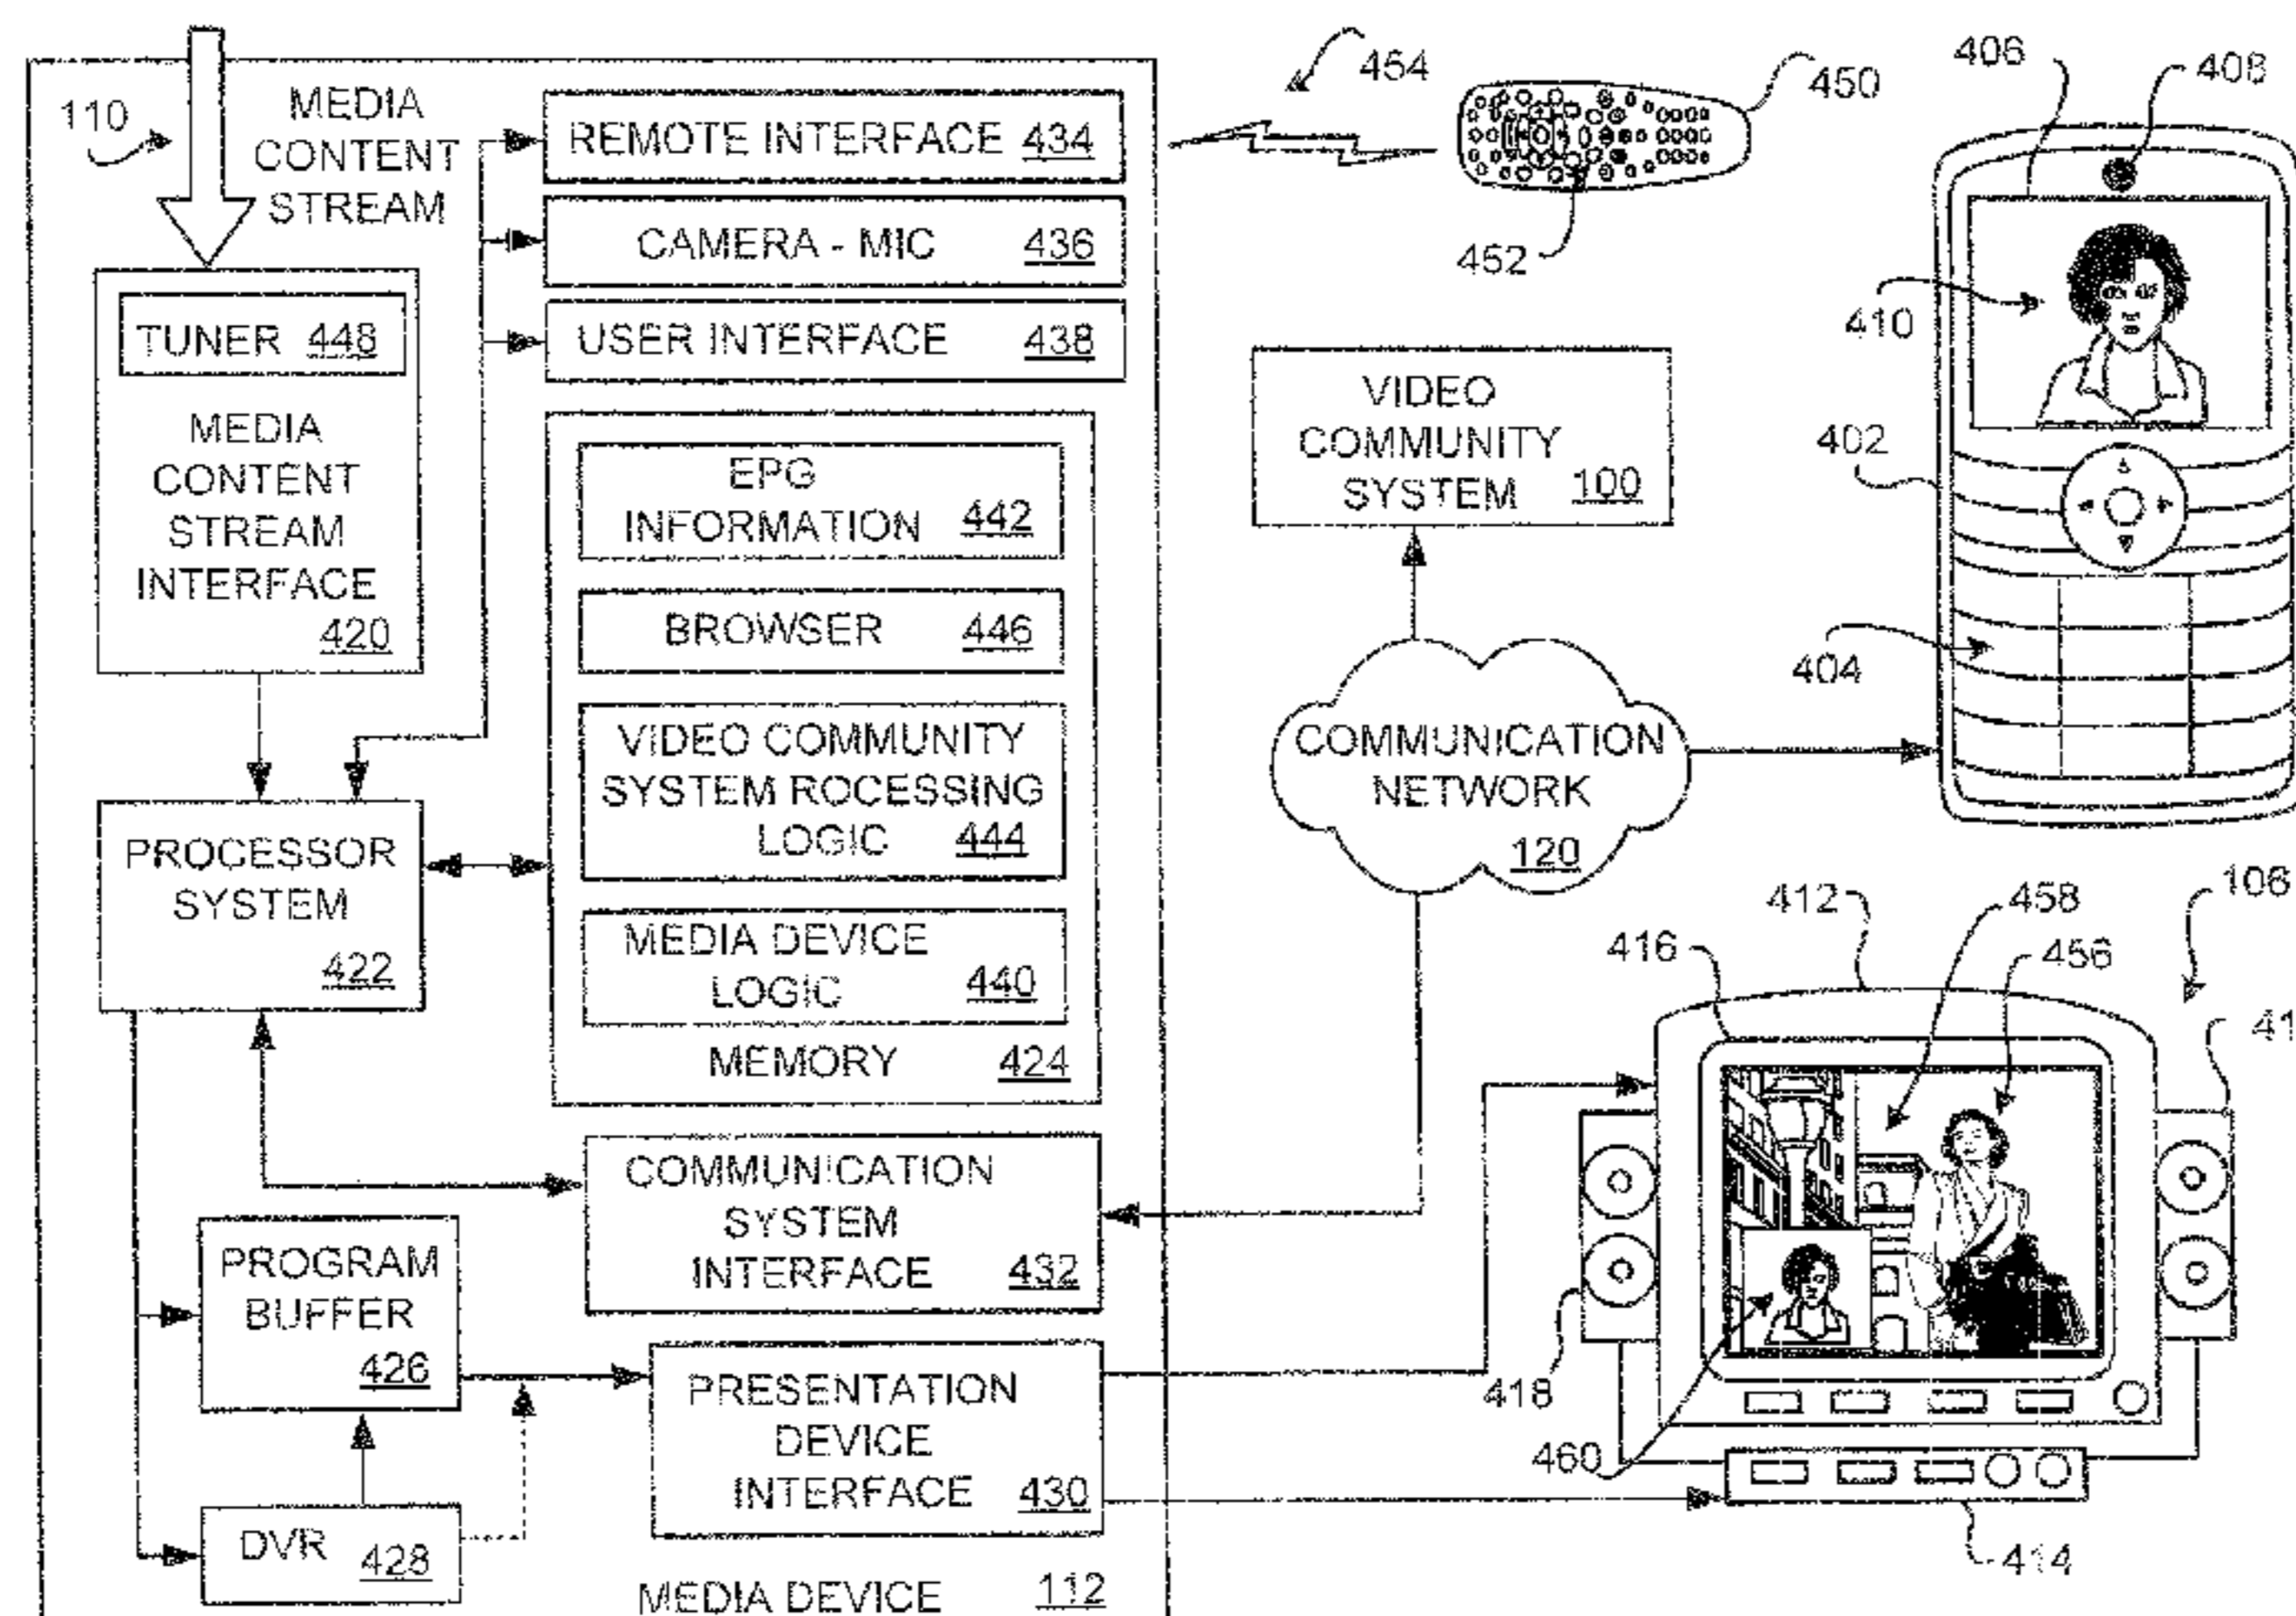 110
MEDIA
CONTENT
STREAM
TUNER 448
MEDIA
CONTENT
STREAM
INTERFACE
420
REMOTE INTERFACE 434
CAMERA - MIC 436
USER INTERFACE 438
EPG
INFORMATION 442
BROWSER 446
VIDEO COMMUNITY
SYSTEM ROCESSING
LOGIC 444
MEDIA DEVICE
LOGIC 440
MEMORY 424
PROCESSOR
SYSTEM
422
COMMUNICATION
SYSTEM
INTERFACE 432
PROGRAM
BUFFER
426
PRESENTATION
DEVICE
INTERFACE 430
DVR 428
MEDIA DEVICE 112
454
450
452
VIDEO
COMMUNITY
SYSTEM 100
COMMUNICATION
NETWORK
120
406
408
410
402
404
412
458
106
416
456
41
418
460
414